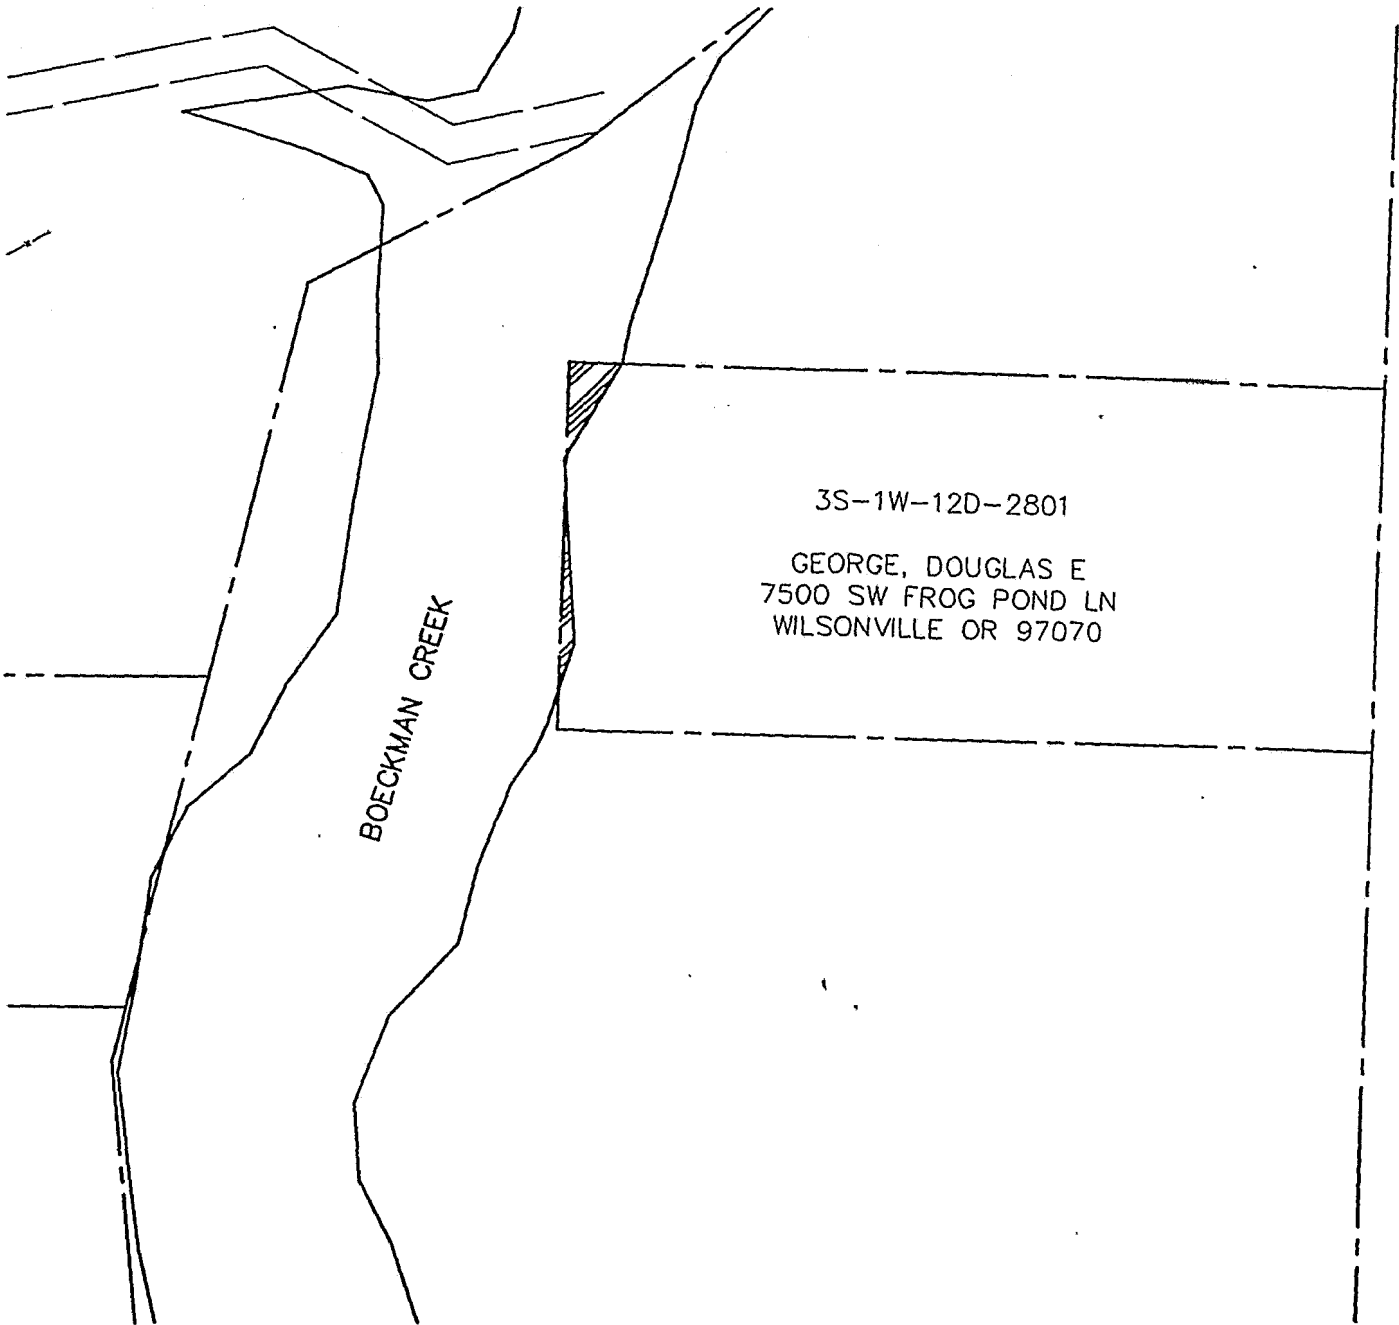 3S-1W-12D-2801
GEORGE, DOUGLAS E
7500 SW FROG POND LN
WILSONVILLE OR 97070
BOECKMAN CREEK